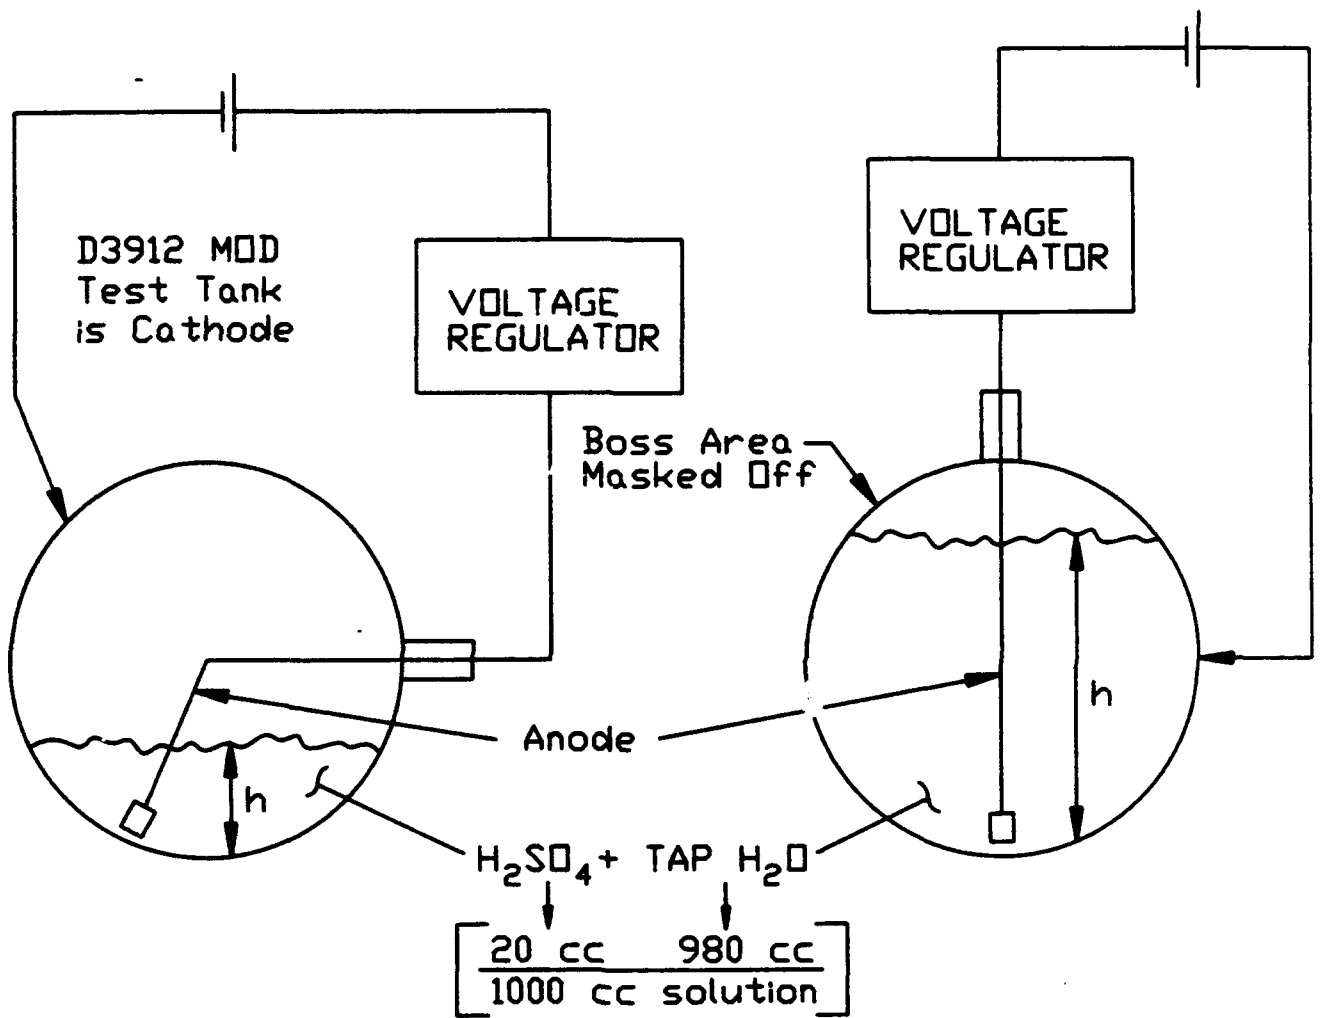 D3912 MOD
Test Tank
is Cathode
VOLTAGE
REGULATOR
VOLTAGE
REGULATOR
Boss Area
Masked Off
h
Anode
h
H₂SO₄+ TAP H₂O
20 cc 980 cc
1000 cc solution